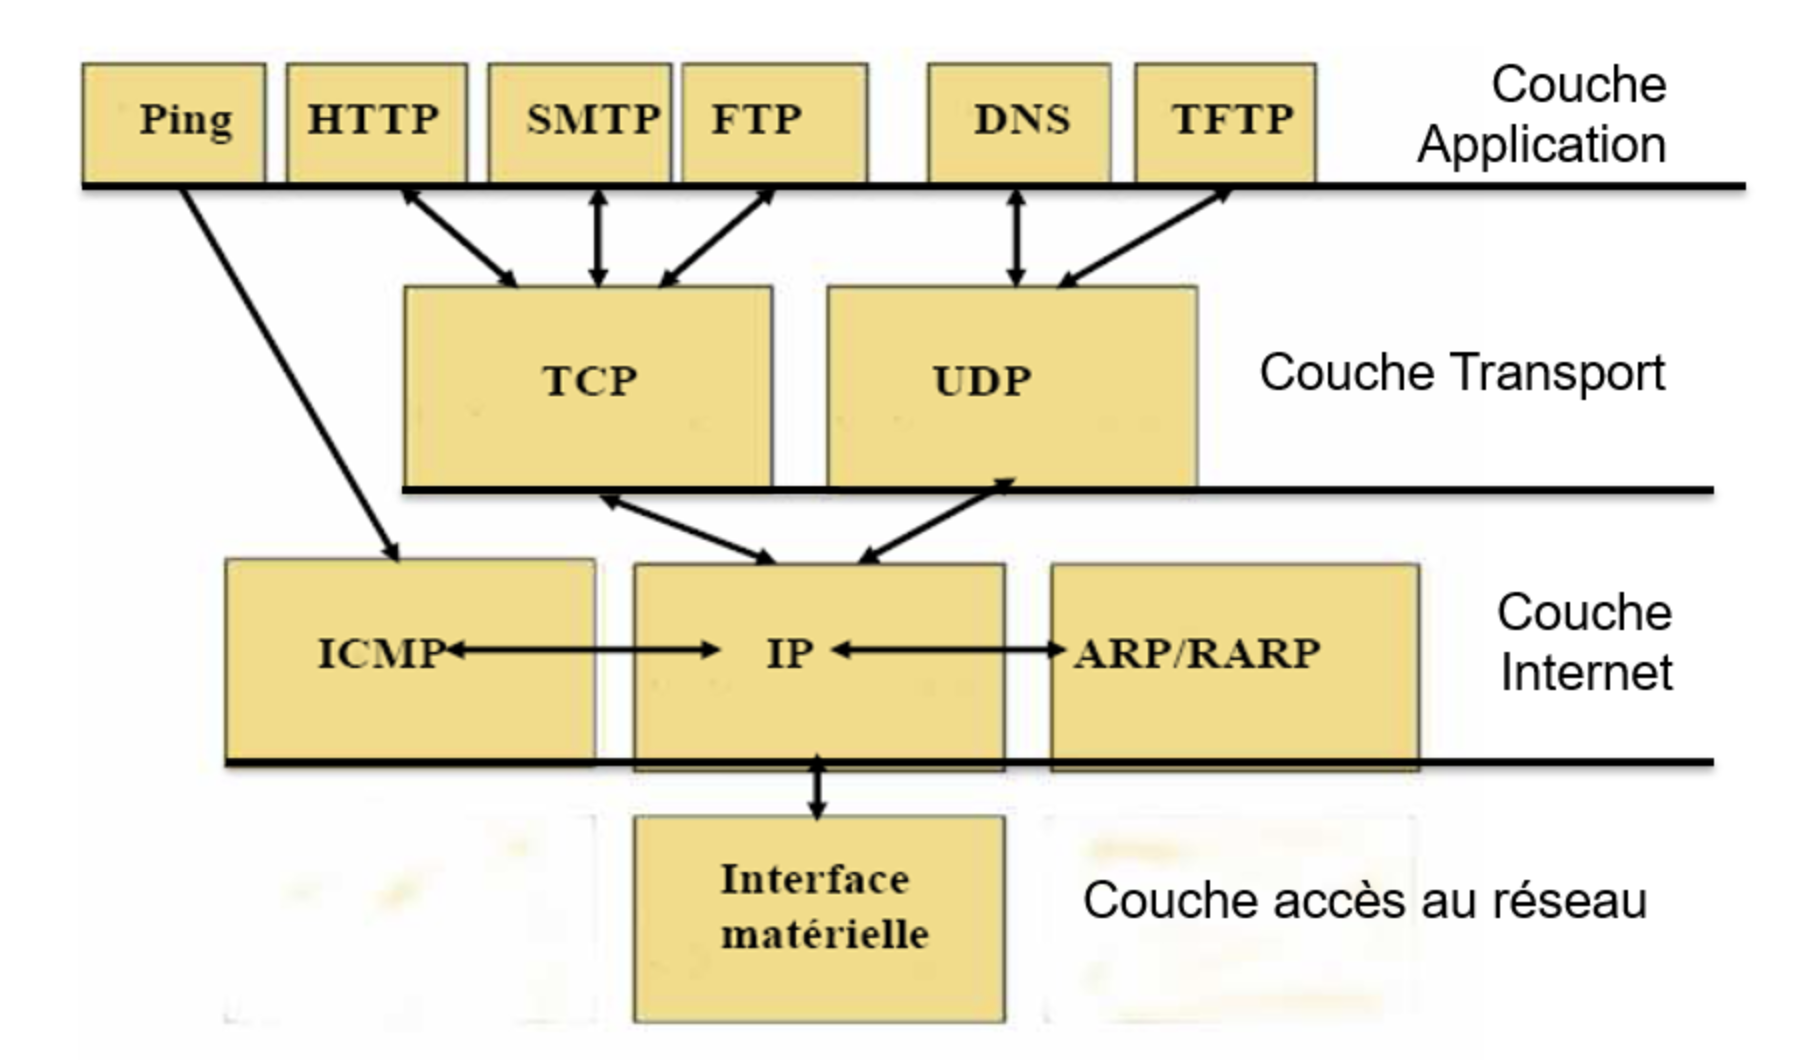 Ping HTTP SMTP FTP DNS TFTP
Couche
Application
TCP UDP
Couche Transport
ICMP IP ARP/RARP
Couche
Internet
Interface
matérielle
Couche accès au réseau